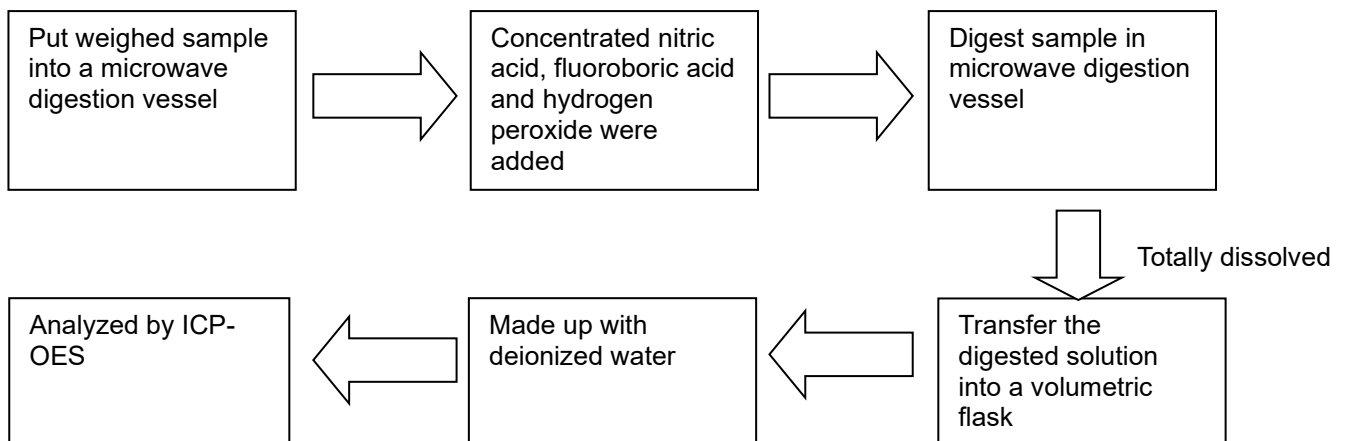 Put weighed sample
into a microwave
digestion vessel
Concentrated nitric
acid, fluoroboric acid
and hydrogen
peroxide were
added
Digest sample in
microwave digestion
vessel
Totally dissolved
Transfer the
digested solution
into a volumetric
flask
Made up with
deionized water
Analyzed by ICP-
OES